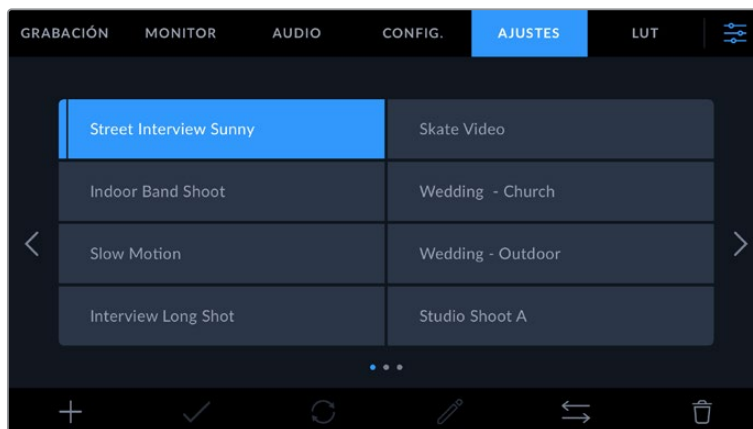 GRABACIÓN MONITOR AUDIO CONFIG. AJUSTES LUT
Street Interview Sunny Skate Video
Indoor Band Shoot Wedding - Church
Slow Motion Wedding - Outdoor
Interview Long Shot Studio Shoot A